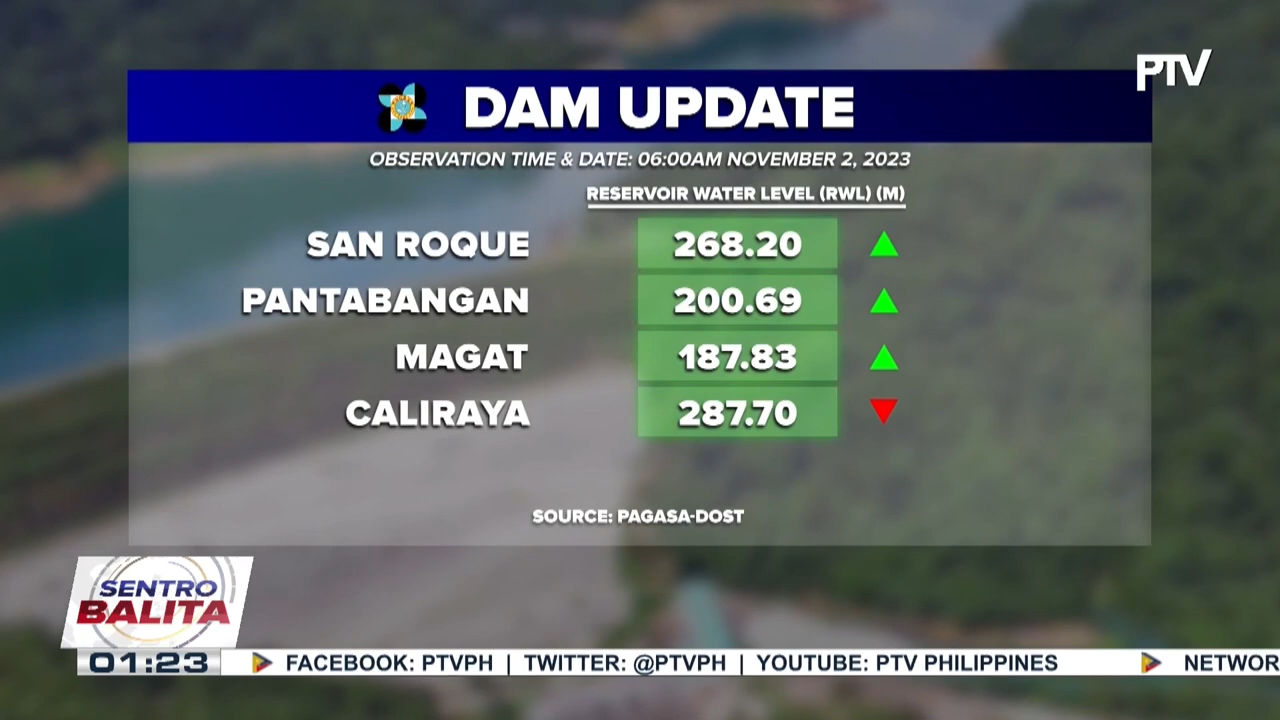 PTV
DAM UPDATE
OBSERVATION TIME & DATE: 06:00AM NOVEMBER 2, 2023
RESERVOIR WATER LEVEL (RWL) (M)
SAN ROQUE 268.20
PANTABANGAN 200.69
MAGAT 187.83
CALIRAYA 287.70
SOURCE: PAGASA-DOST
SENTRO
BALITA
01:23 FACEBOOK: PTVPH | TWITTER: @PTVPH | YOUTUBE: PTV PHILIPPINES NETWOR